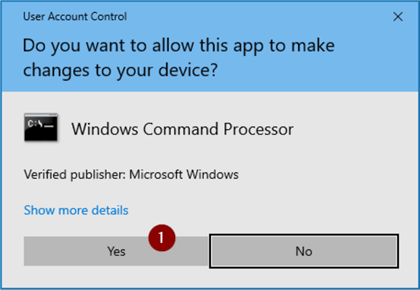 User Account Control
Do you want to allow this app to make
changes to your device?
C:\_
Windows Command Processor
Verified publisher: Microsoft Windows
Show more details
1
Yes
No